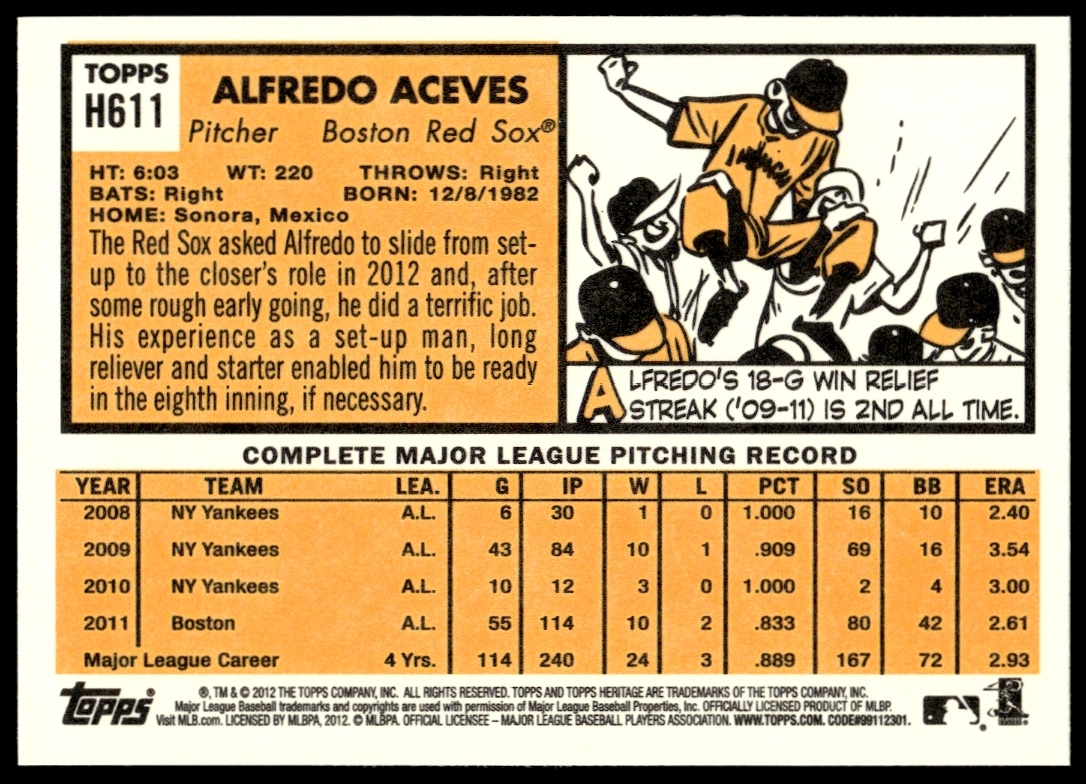 TOPPS
H611
ALFREDO ACEVES
Pitcher Boston Red Sox®
HT: 6:03 WT: 220 THROWS: Right
BATS: Right BORN: 12/8/1982
HOME: Sonora, Mexico
The Red Sox asked Alfredo to slide from set-
up to the closer's role in 2012 and, after
some rough early going, he did a terrific job.
His experience as a set-up man, long
reliever and starter enabled him to be ready
in the eighth inning, if necessary.
ALFREDO'S 18-G WIN RELIEF
STREAK ('09-11) IS 2ND ALL TIME.
COMPLETE MAJOR LEAGUE PITCHING RECORD
YEAR TEAM LEA. G IP W L PCT SO BB ERA
2008 NY Yankees A.L. 6 30 1 0 1.000 16 10 2.40
2009 NY Yankees A.L. 43 84 10 1 .909 69 16 3.54
2010 NY Yankees A.L. 10 12 3 0 1.000 2 4 3.00
2011 Boston A.L. 55 114 10 2 .833 80 42 2.61
Major League Career 4 Yrs. 114 240 24 3 .889 167 72 2.93
topps
®, TM & © 2012 THE TOPPS COMPANY, INC. ALL RIGHTS RESERVED. TOPPS AND TOPPS HERITAGE ARE TRADEMARKS OF THE TOPPS COMPANY, INC.
Major League Baseball trademarks and copyrights are used with permission of Major League Baseball Properties, Inc. OFFICIALLY LICENSED PRODUCT OF MLBP.
Visit MLB.com. LICENSED BY MLBPA, 2012. © MLBPA. OFFICIAL LICENSEE – MAJOR LEAGUE BASEBALL PLAYERS ASSOCIATION. WWW.TOPPS.COM. CODE#99112301.